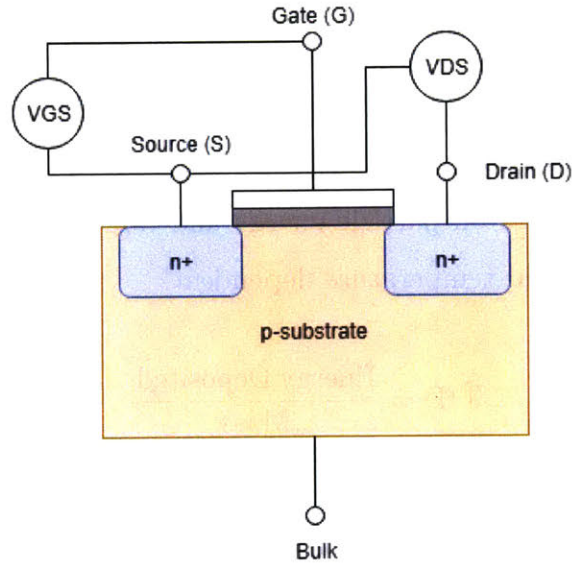 Gate (G)
VDS
VGS
Source (S)
Drain (D)
n+
n+
p-substrate
Bulk